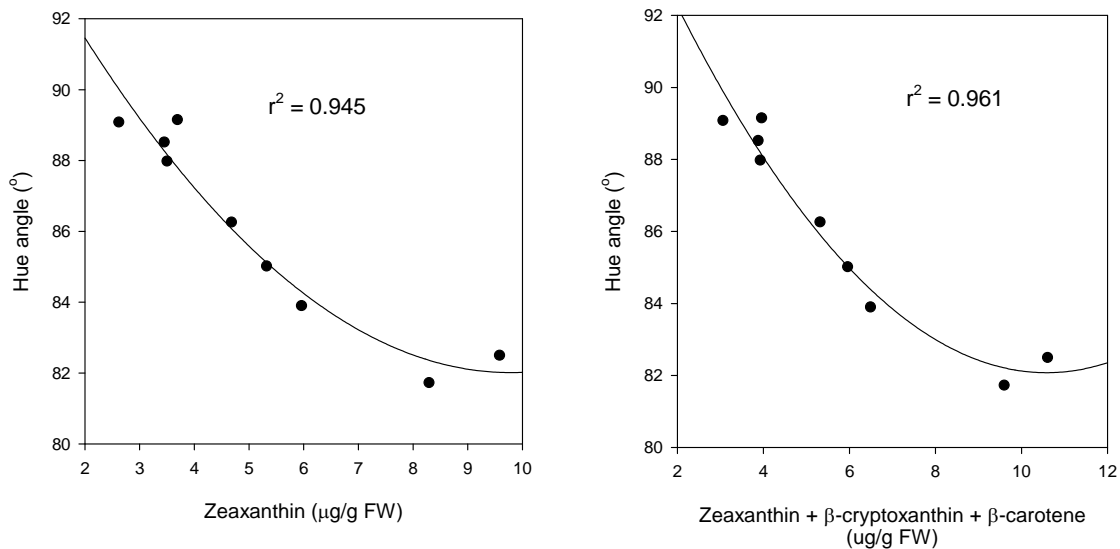 92
90
88
86
84
82
80
Hue angle (°)
r² = 0.945
2 3 4 5 6 7 8 9 10
Zeaxanthin (μg/g FW)
92
90
88
86
84
82
80
Hue angle (°)
r² = 0.961
2 4 6 8 10 12
Zeaxanthin + β-cryptoxanthin + β-carotene
(ug/g FW)